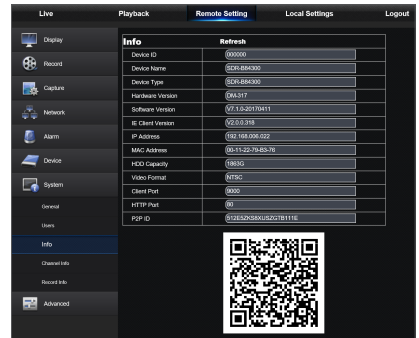 Live Playback Remote Setting Local Settings Logout
Display
Record
Capture
Network
Alarm
Device
System
General
Users
Info
Channel Info
Record Info
Advanced
Info Refresh
Device ID 000000
Device Name SDR-B84300
Device Type SDR-B84300
Hardware Version DM-317
Software Version V7.1.0-20170411
IE Client Version V2.0.0.318
IP Address 192.168.006.022
MAC Address 00-11-22-79-B3-76
HDD Capacity 1863G
Video Format NTSC
Client Port 9000
HTTP Port 80
P2P ID 512E5ZKS8XUSZGTB111E